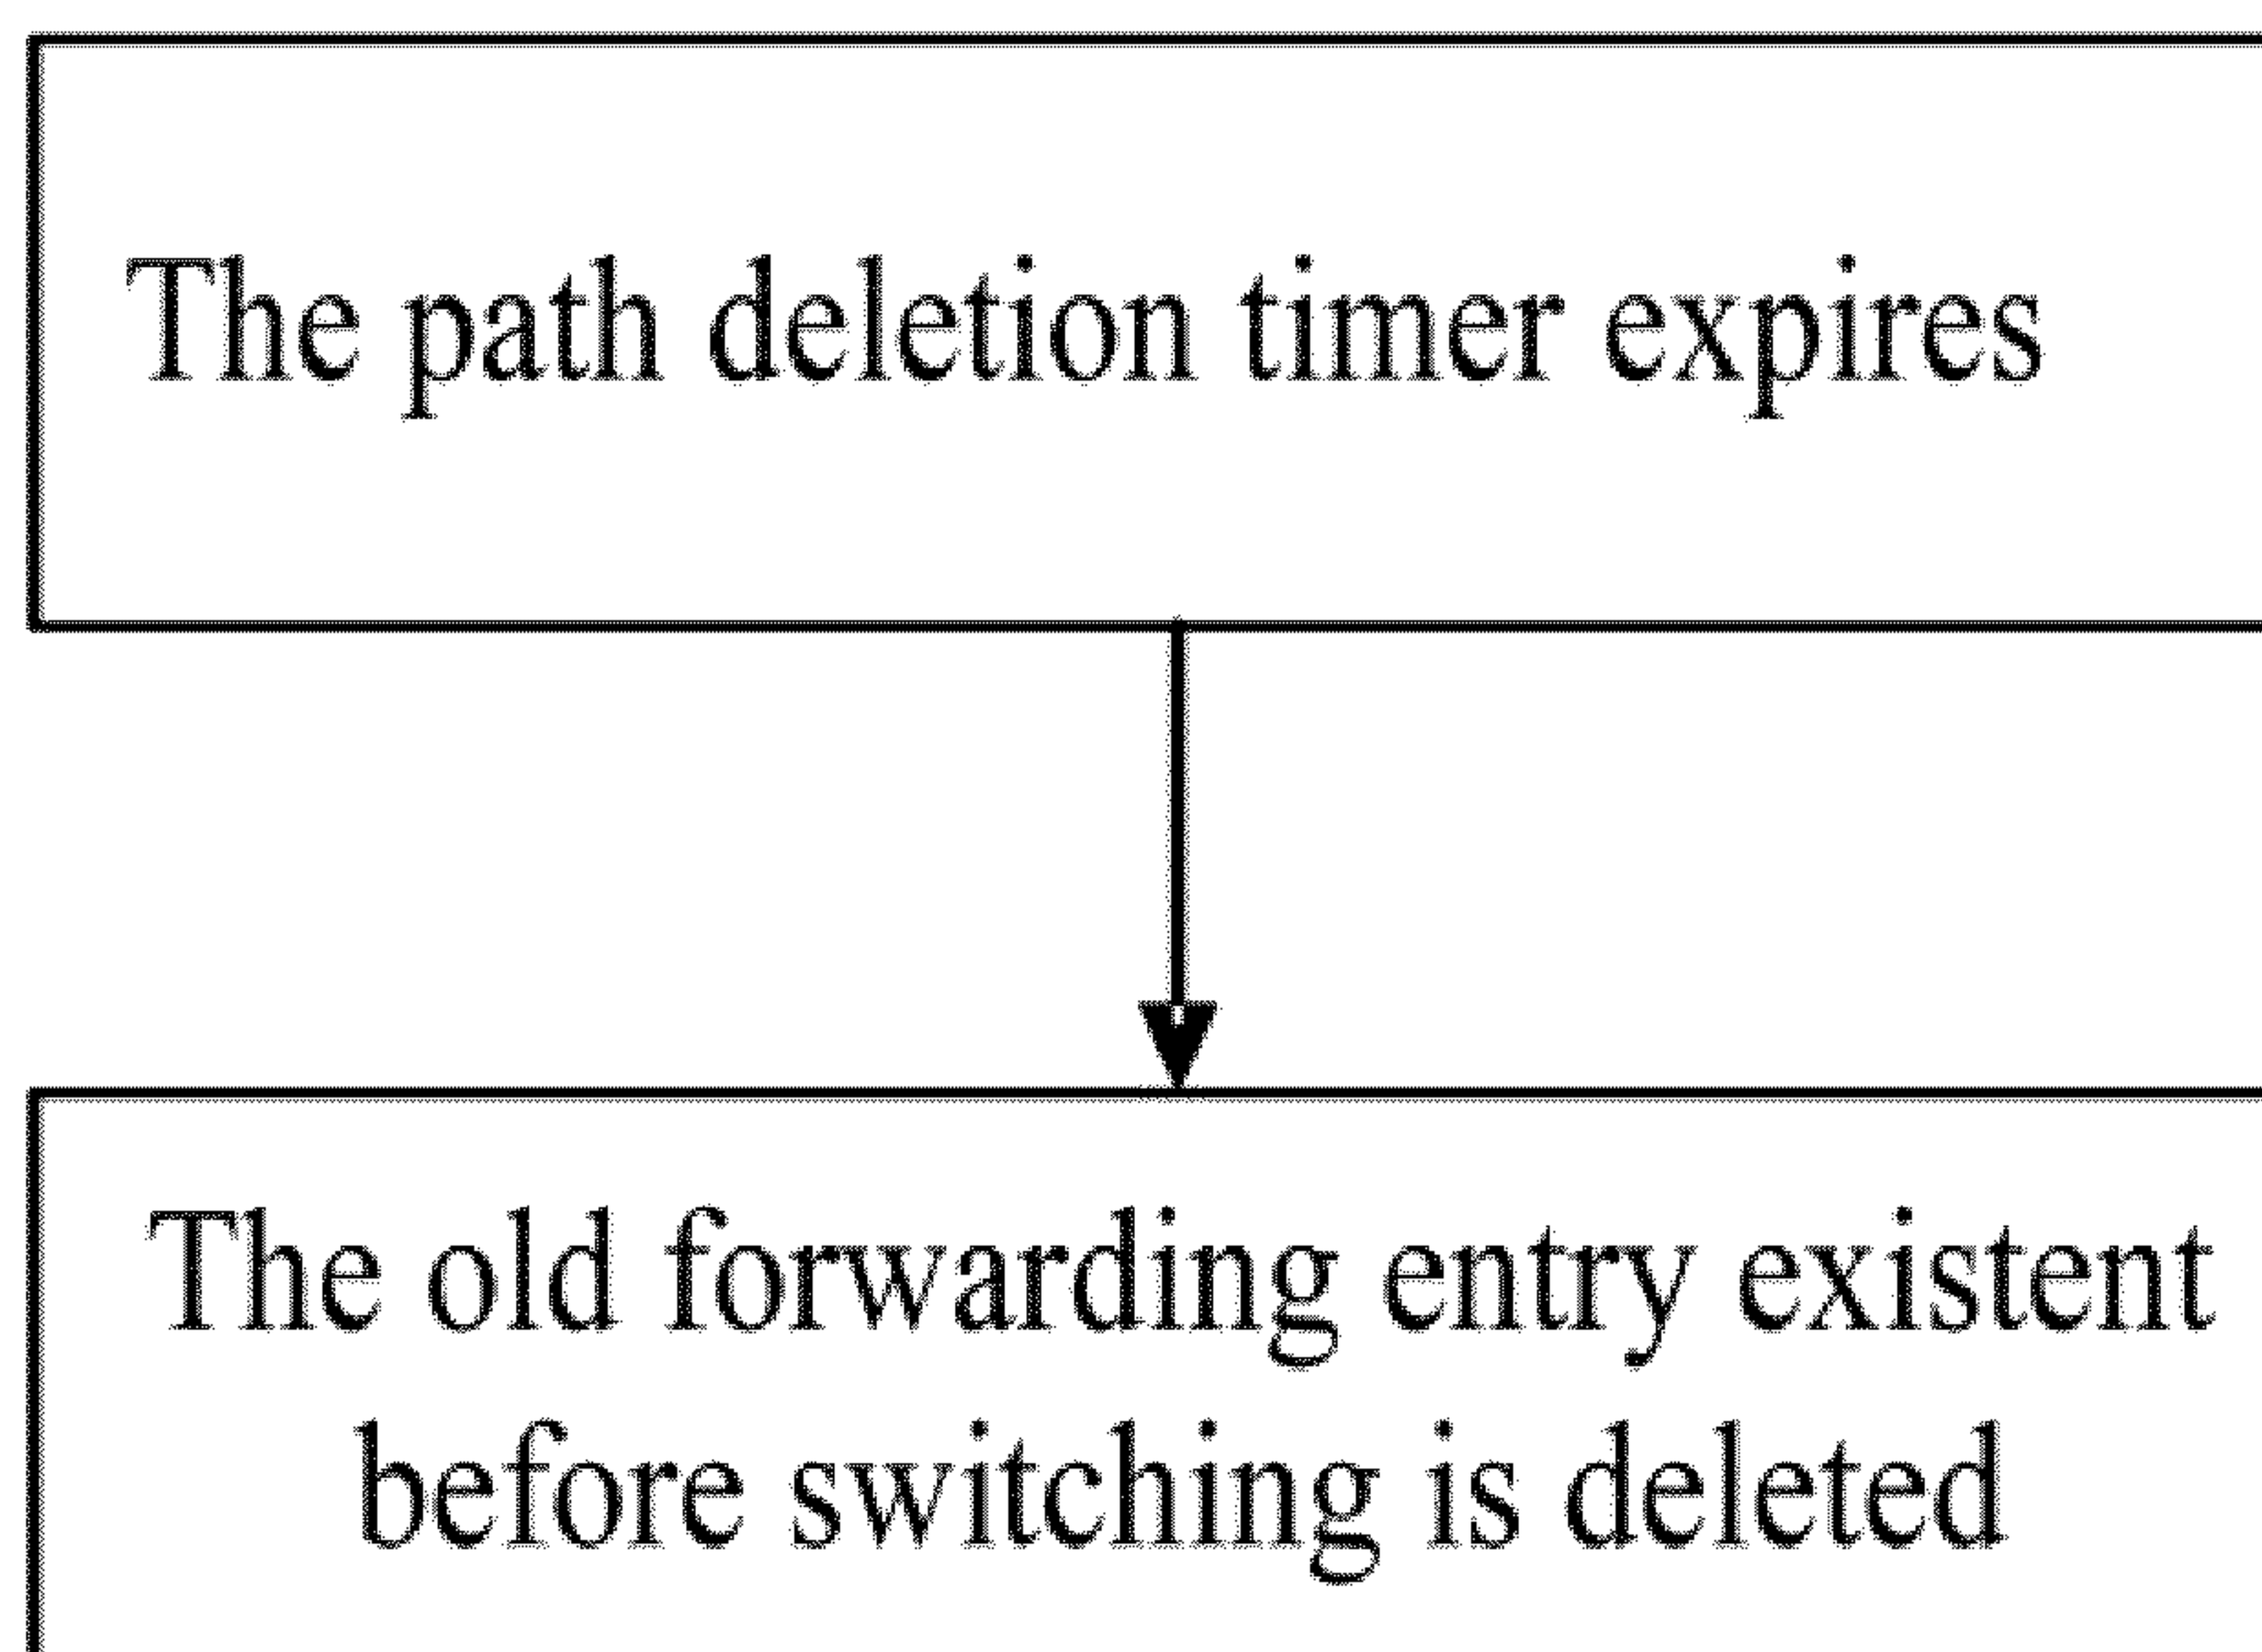 The path deletion timer expires
The old forwarding entry existent
before switching is deleted